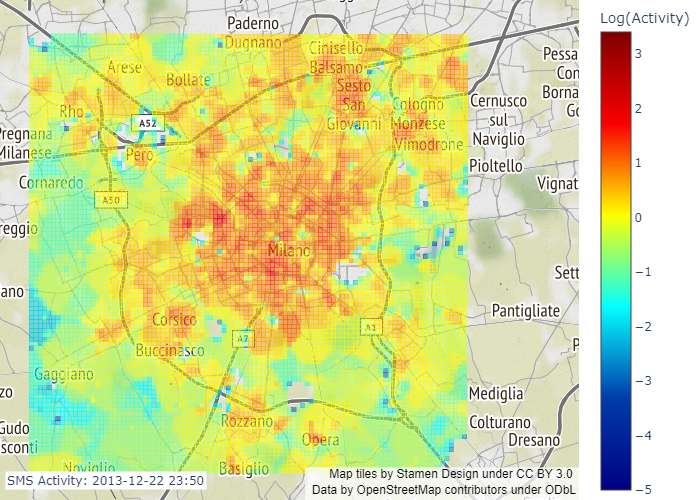 Log(Activity)
3
2
1
0
−1
−2
−3
−4
−5
Paderno
Dugnano
Cinisello
Balsamo
Arese
Bollate
Sesto
San
Giovanni
Cologno
Monzese
Vimodrone
Cernusco
sul
Naviglio
Pessa
Con
Borna
Go
Rho
A52
Pregnana
Milanese
Pero
Cornaredo
Pioltello
Vignat
A50
reggio
Milano
Sett
ano
Pantigliate
Corsico
A7
A1
P
Buccinasco
Gaggiano
zo
Mediglia
Rozzano
Colturano
Gudo
sconti
Opera
Dresano
Noviglio
Basiglio
SMS Activity: 2013-12-22 23:50
Map tiles by Stamen Design under CC BY 3.0
Data by OpenStreetMap contributors under ODbL